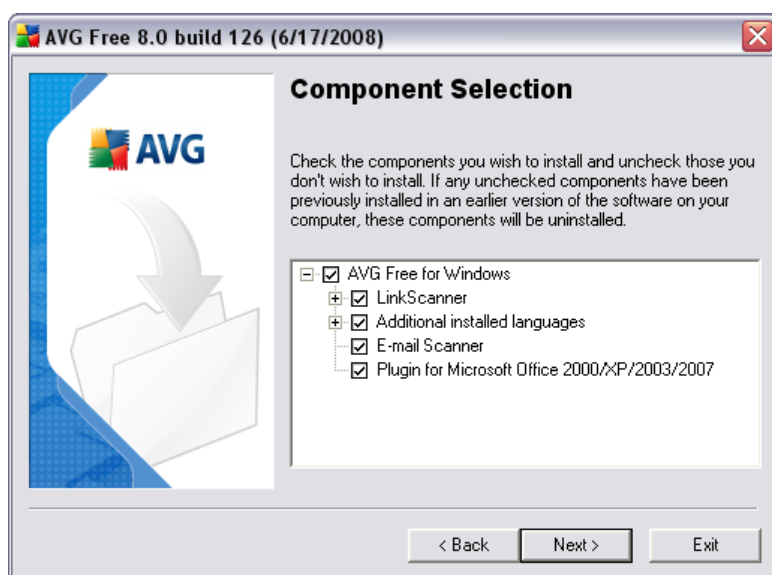 AVG Free 8.0 build 126 (6/17/2008)
AVG
Component Selection
Check the components you wish to install and uncheck those you
don't wish to install. If any unchecked components have been
previously installed in an earlier version of the software on your
computer, these components will be uninstalled.
AVG Free for Windows
LinkScanner
Additional installed languages
E-mail Scanner
Plugin for Microsoft Office 2000/XP/2003/2007
< Back
Next >
Exit